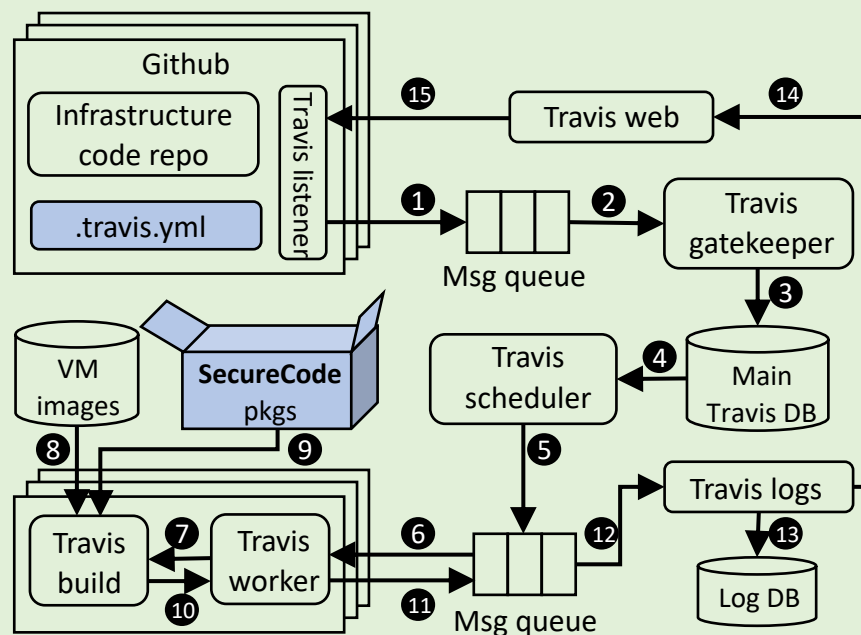 Github
Infrastructure
code repo
.travis.yml
Travis
listener
15
Travis web
14
1
Msg queue
2
Travis
gatekeeper
3
VM
images
SecureCode
pkgs
Travis
scheduler
4
Main
Travis DB
8
9
5
Travis
build
7
10
Travis
worker
6
11
Msg queue
12
Travis logs
13
Log DB